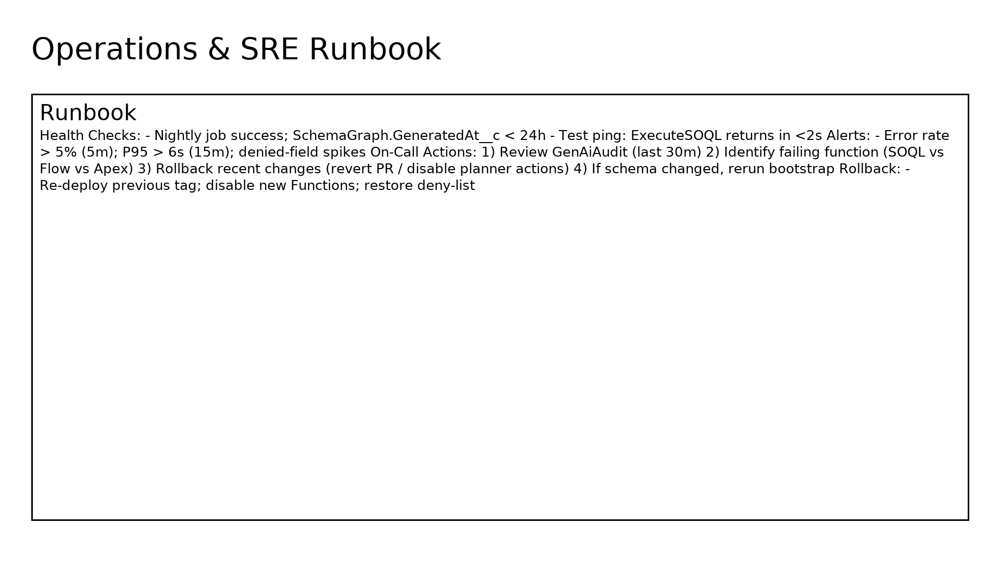 Operations & SRE Runbook
Runbook
Health Checks: - Nightly job success; SchemaGraph.GeneratedAt__c < 24h - Test ping: ExecuteSOQL returns in <2s Alerts: - Error rate
> 5% (5m); P95 > 6s (15m); denied-field spikes On-Call Actions: 1) Review GenAiAudit (last 30m) 2) Identify failing function (SOQL vs
Flow vs Apex) 3) Rollback recent changes (revert PR / disable planner actions) 4) If schema changed, rerun bootstrap Rollback: -
Re-deploy previous tag; disable new Functions; restore deny-list